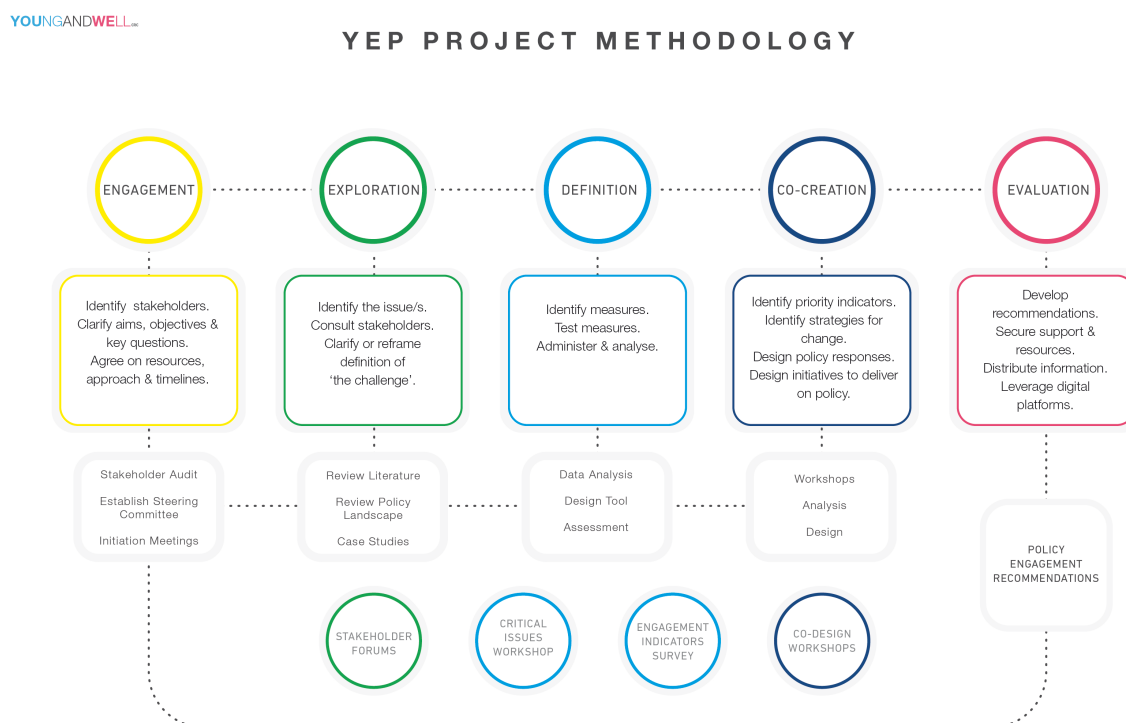 YOUNGANDWELL
YEP PROJECT METHODOLOGY
ENGAGEMENT
EXPLORATION
DEFINITION
CO-CREATION
EVALUATION
Identify stakeholders.
Clarify aims, objectives &
key questions.
Agree on resources,
approach & timelines.
Identify the issue/s.
Consult stakeholders.
Clarify or reframe
definition of
‘the challenge’.
Identify measures.
Test measures.
Administer & analyse.
Identify priority indicators.
Identify strategies for
change.
Design policy responses.
Design initiatives to deliver
on policy.
Develop
recommendations.
Secure support &
resources.
Distribute information.
Leverage digital
platforms.
Stakeholder Audit
Establish Steering
Committee
Initiation Meetings
Review Literature
Review Policy
Landscape
Case Studies
Data Analysis
Design Tool
Assessment
Workshops
Analysis
Design
POLICY
ENGAGEMENT
RECOMMENDATIONS
STAKEHOLDER
FORUMS
CRITICAL
ISSUES
WORKSHOP
ENGAGEMENT
INDICATORS
SURVEY
CO-DESIGN
WORKSHOPS